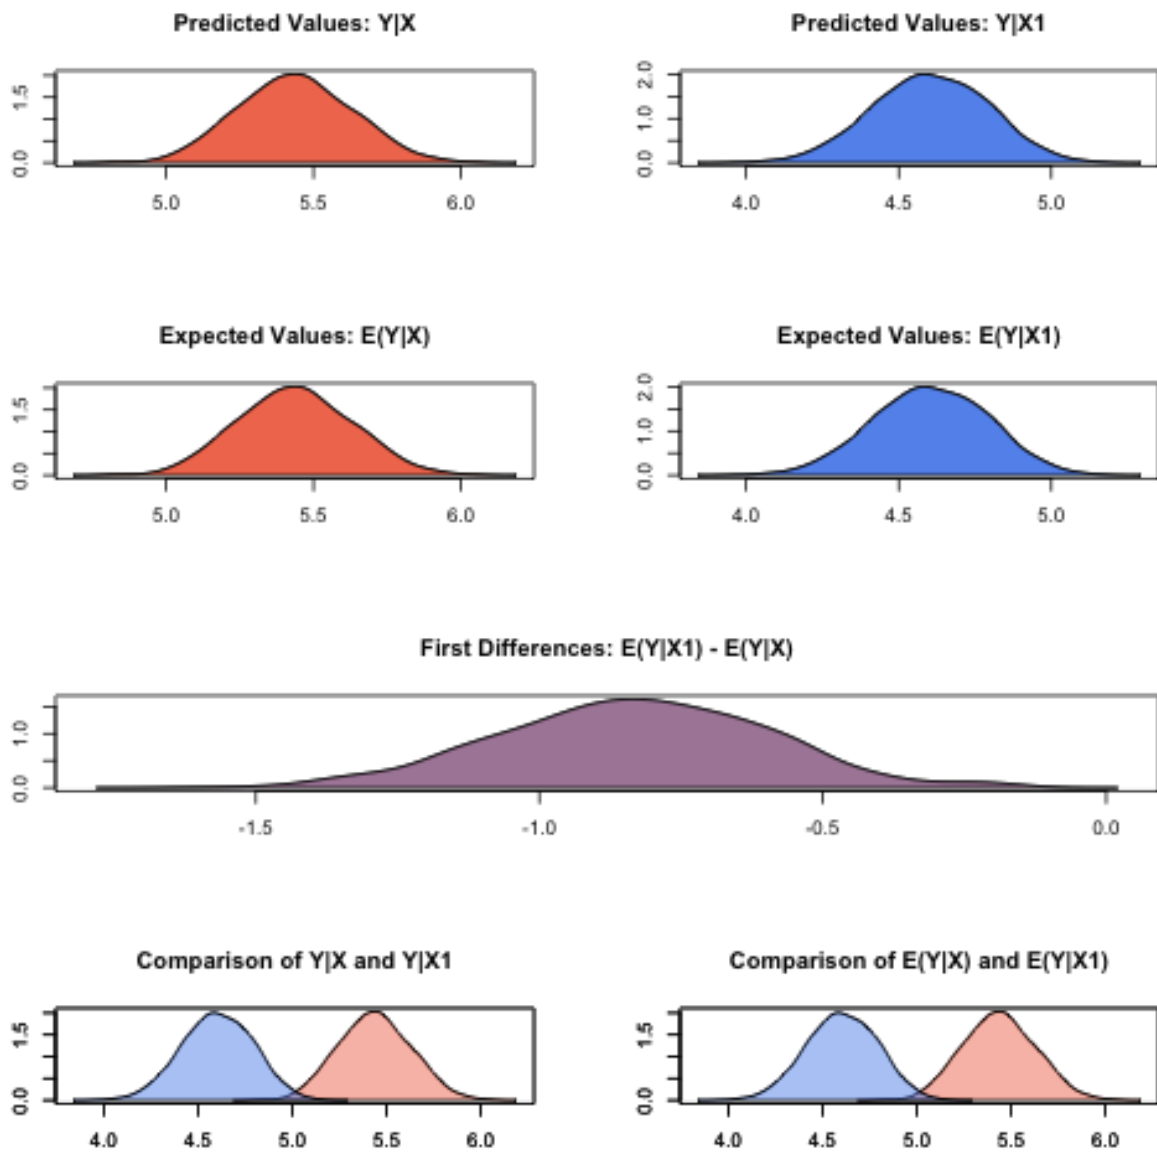 Predicted Values: Y|X
Predicted Values: Y|X1
0.0 1.5
5.0 5.5 6.0
0.0 1.0 2.0
4.0 4.5 5.0
Expected Values: E(Y|X)
Expected Values: E(Y|X1)
0.0 1.5
5.0 5.5 6.0
0.0 1.0 2.0
4.0 4.5 5.0
First Differences: E(Y|X1) - E(Y|X)
0.0 1.0
-1.5 -1.0 -0.5 0.0
Comparison of Y|X and Y|X1
Comparison of E(Y|X) and E(Y|X1)
0.0 1.5
4.0 4.5 5.0 5.5 6.0
0.0 1.5
4.0 4.5 5.0 5.5 6.0